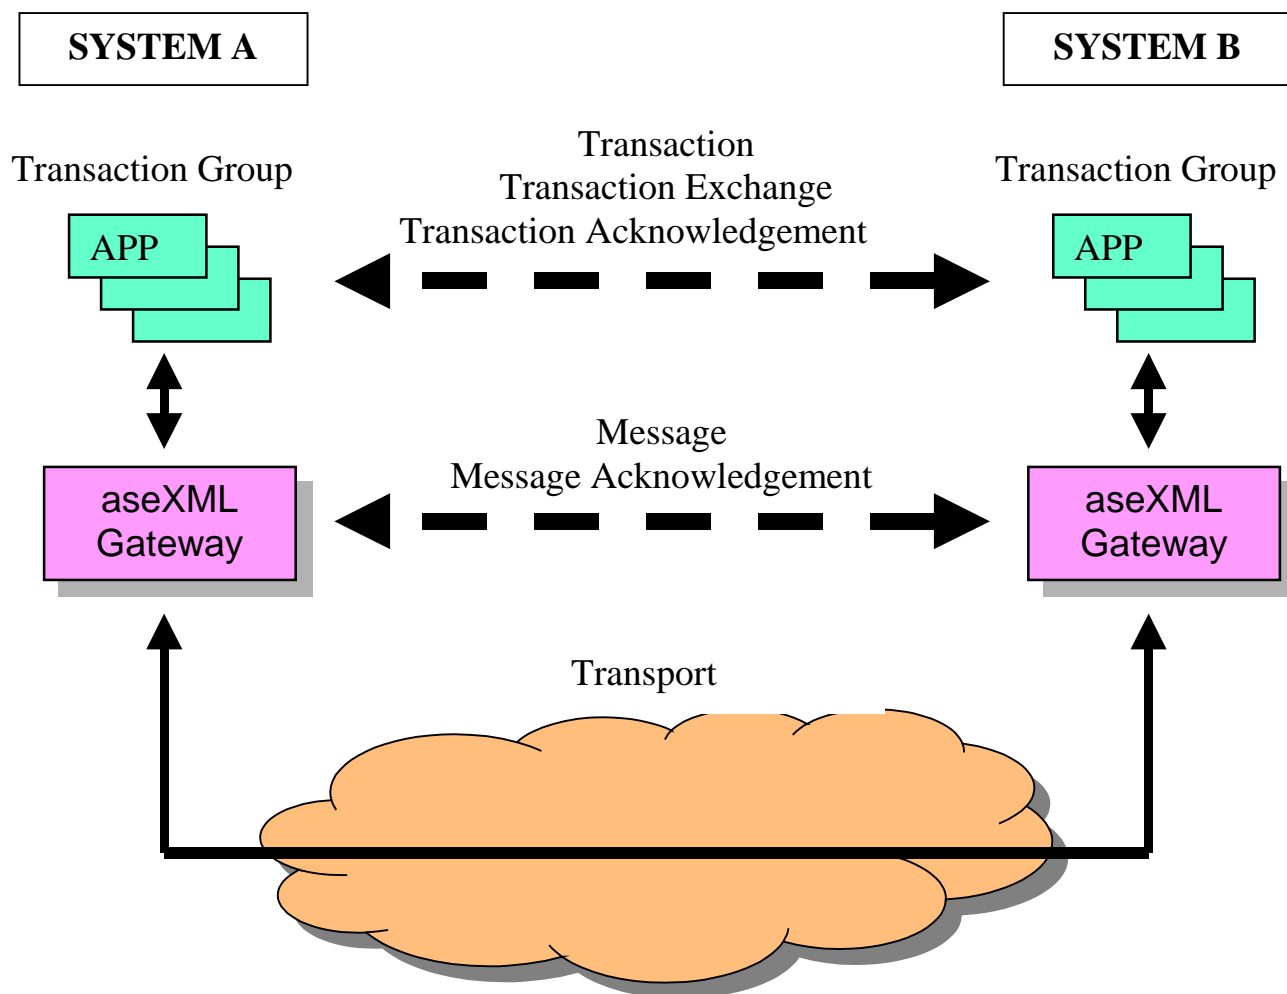 SYSTEM A
SYSTEM B
Transaction Group
Transaction
Transaction Exchange
Transaction Acknowledgement
Transaction Group
APP
APP
Message
Message Acknowledgement
aseXML
Gateway
aseXML
Gateway
Transport